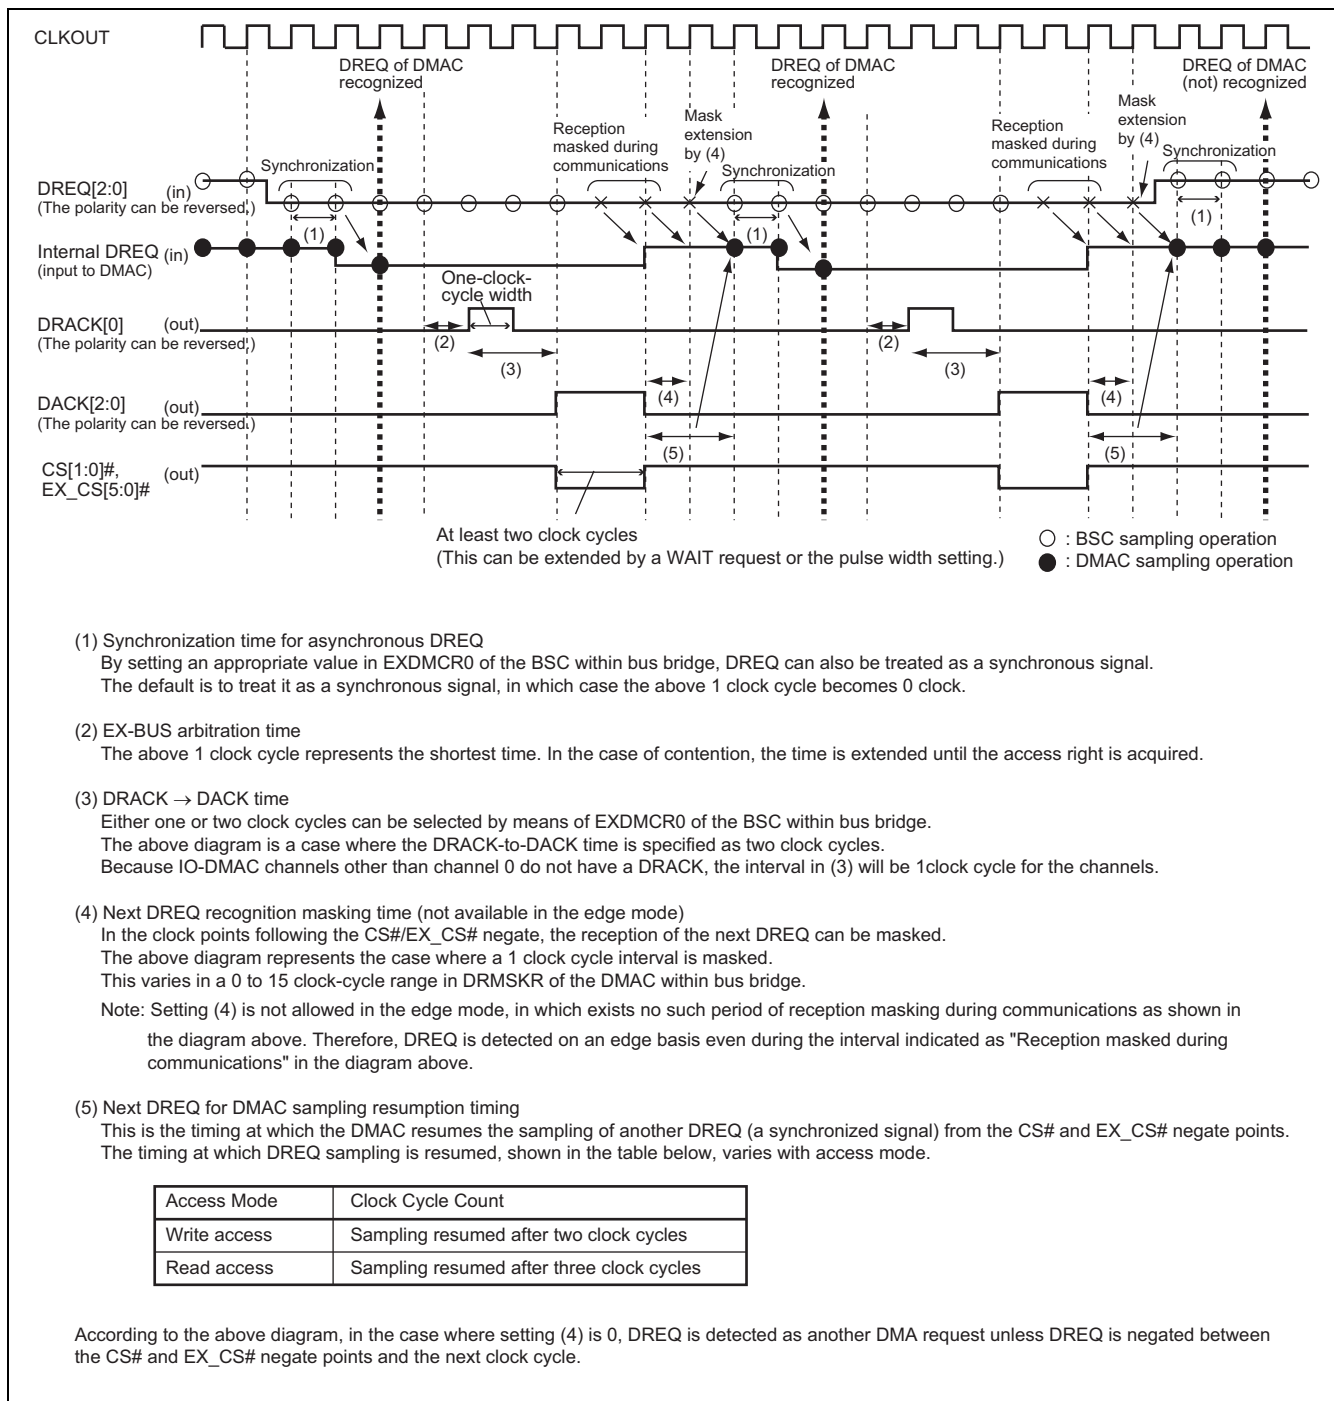 CLKOUT
DREQ of DMAC
recognized
DREQ of DMAC
recognized
DREQ of DMAC
(not) recognized
Reception
masked during
communications
Mask
extension
by (4)
Reception
masked during
communications
Mask
extension
by (4)
Synchronization
Synchronization
Synchronization
DREQ[2:0] (in)
(The polarity can be reversed.)
(1)
(1)
(1)
Internal DREQ (in)
(input to DMAC)
One-clock-
cycle width
DRACK[0] (out)
(The polarity can be reversed.)
(2)
(3)
(2)
(3)
DACK[2:0] (out)
(The polarity can be reversed.)
(4)
(4)
(5)
(5)
CS[1:0]#,
EX_CS[5:0]# (out)
At least two clock cycles
(This can be extended by a WAIT request or the pulse width setting.)
: BSC sampling operation
: DMAC sampling operation
(1) Synchronization time for asynchronous DREQ
By setting an appropriate value in EXDMCR0 of the BSC within bus bridge, DREQ can also be treated as a synchronous signal.
The default is to treat it as a synchronous signal, in which case the above 1 clock cycle becomes 0 clock.
(2) EX-BUS arbitration time
The above 1 clock cycle represents the shortest time. In the case of contention, the time is extended until the access right is acquired.
(3) DRACK → DACK time
Either one or two clock cycles can be selected by means of EXDMCR0 of the BSC within bus bridge.
The above diagram is a case where the DRACK-to-DACK time is specified as two clock cycles.
Because IO-DMAC channels other than channel 0 do not have a DRACK, the interval in (3) will be 1clock cycle for the channels.
(4) Next DREQ recognition masking time (not available in the edge mode)
In the clock points following the CS#/EX_CS# negate, the reception of the next DREQ can be masked.
The above diagram represents the case where a 1 clock cycle interval is masked.
This varies in a 0 to 15 clock-cycle range in DRMSKR of the DMAC within bus bridge.
Note: Setting (4) is not allowed in the edge mode, in which exists no such period of reception masking during communications as shown in
the diagram above. Therefore, DREQ is detected on an edge basis even during the interval indicated as "Reception masked during
communications" in the diagram above.
(5) Next DREQ for DMAC sampling resumption timing
This is the timing at which the DMAC resumes the sampling of another DREQ (a synchronized signal) from the CS# and EX_CS# negate points.
The timing at which DREQ sampling is resumed, shown in the table below, varies with access mode.
Access Mode Clock Cycle Count
Write access Sampling resumed after two clock cycles
Read access Sampling resumed after three clock cycles
According to the above diagram, in the case where setting (4) is 0, DREQ is detected as another DMA request unless DREQ is negated between
the CS# and EX_CS# negate points and the next clock cycle.